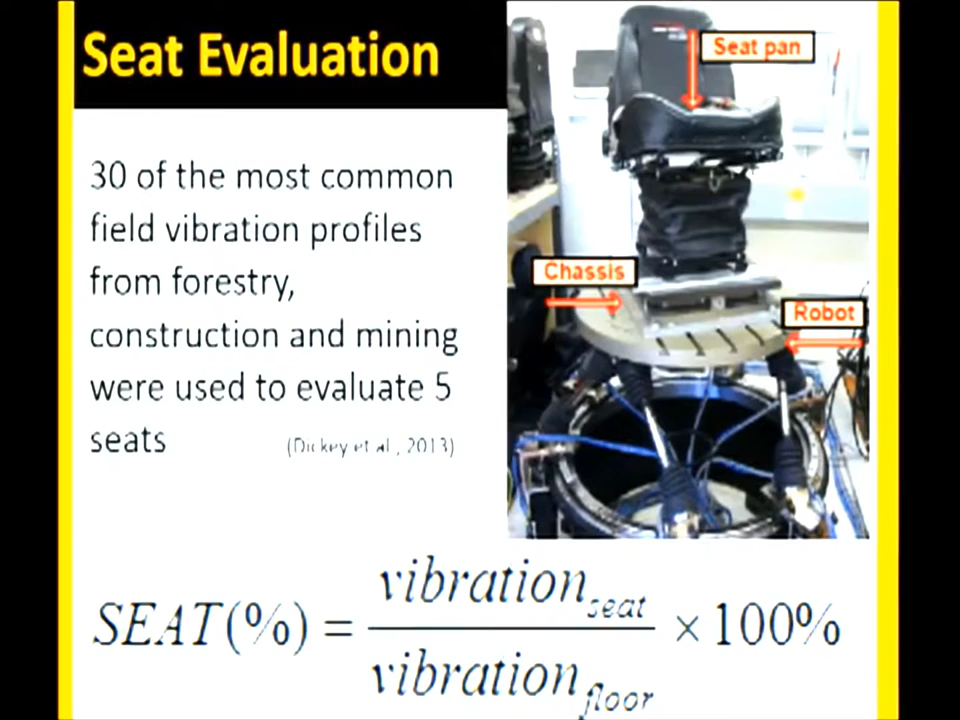 Seat Evaluation
30 of the most common
field vibration profiles
from forestry,
construction and mining
were used to evaluate 5
seats (Dickey et al., 2013)
Seat pan
Chassis
Robot
SEAT(%) = vibration_seat / vibration_floor × 100%